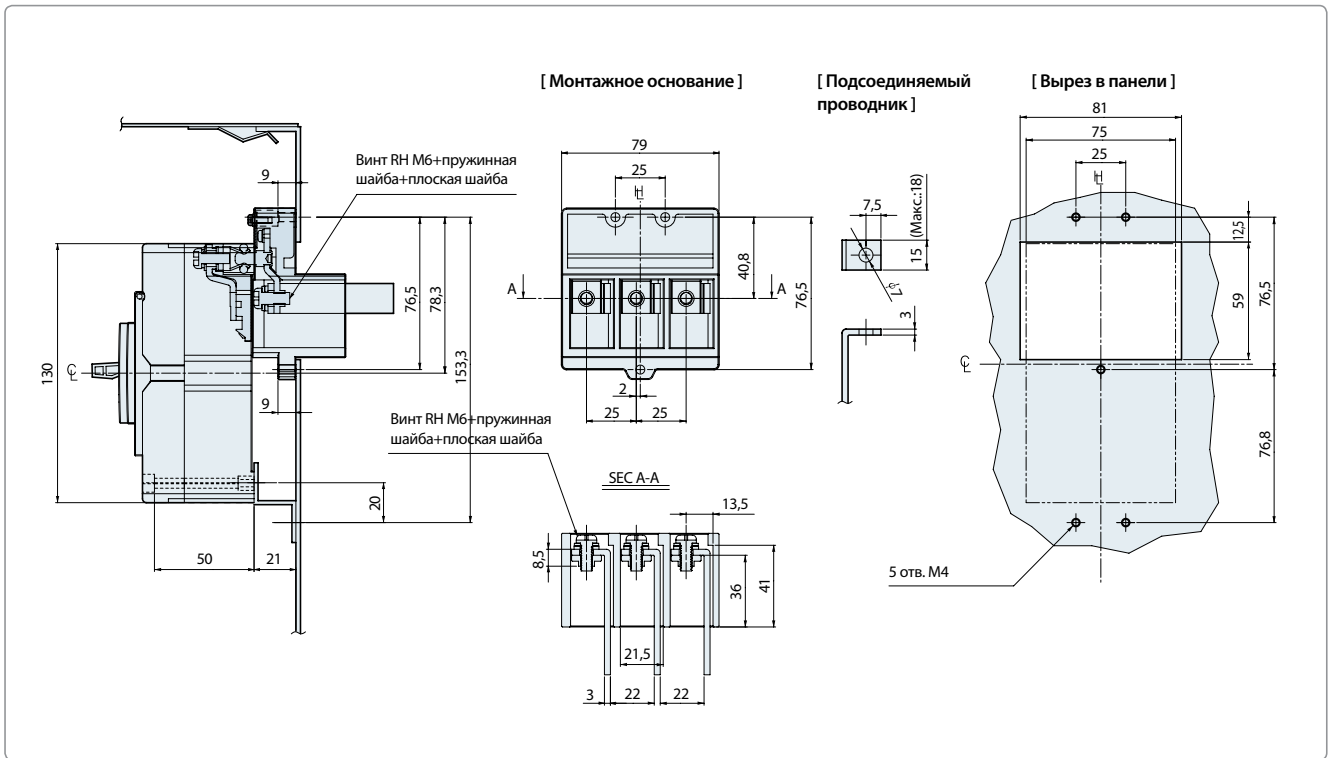 [ Монтажное основание ]
[ Подсоединяемый
проводник ]
[ Вырез в панели ]
Винт RH M6+пружинная
шайба+плоская шайба
9
130
76,5
78,3
153,3
9
20
50
21
79
25
40,8
76,5
A
A
2
25
25
Винт RH M6+пружинная
шайба+плоская шайба
SEC A-A
13,5
8,5
36
41
21,5
3
22
22
7,5
15 (Макс.:18)
ϕ7
3
81
75
25
12,5
59
76,5
76,8
5 отв. M4